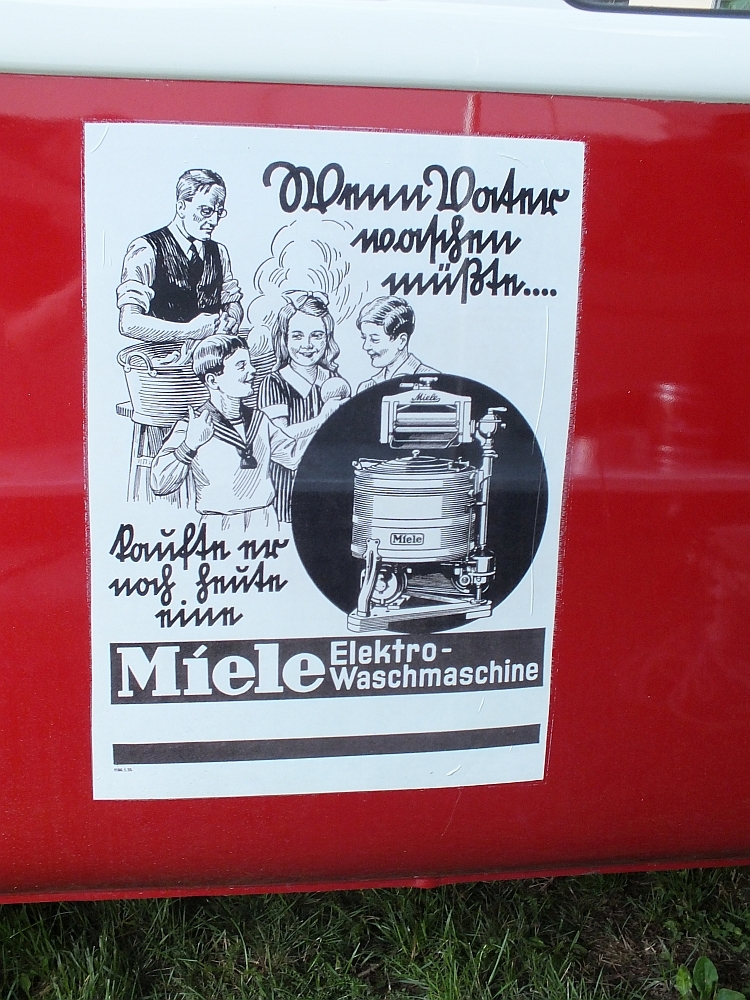 Wenn Vater
waschen
müßte....
Miele
Miele
kaufte er
noch heute
eine
Miele Elektro-
Waschmaschine